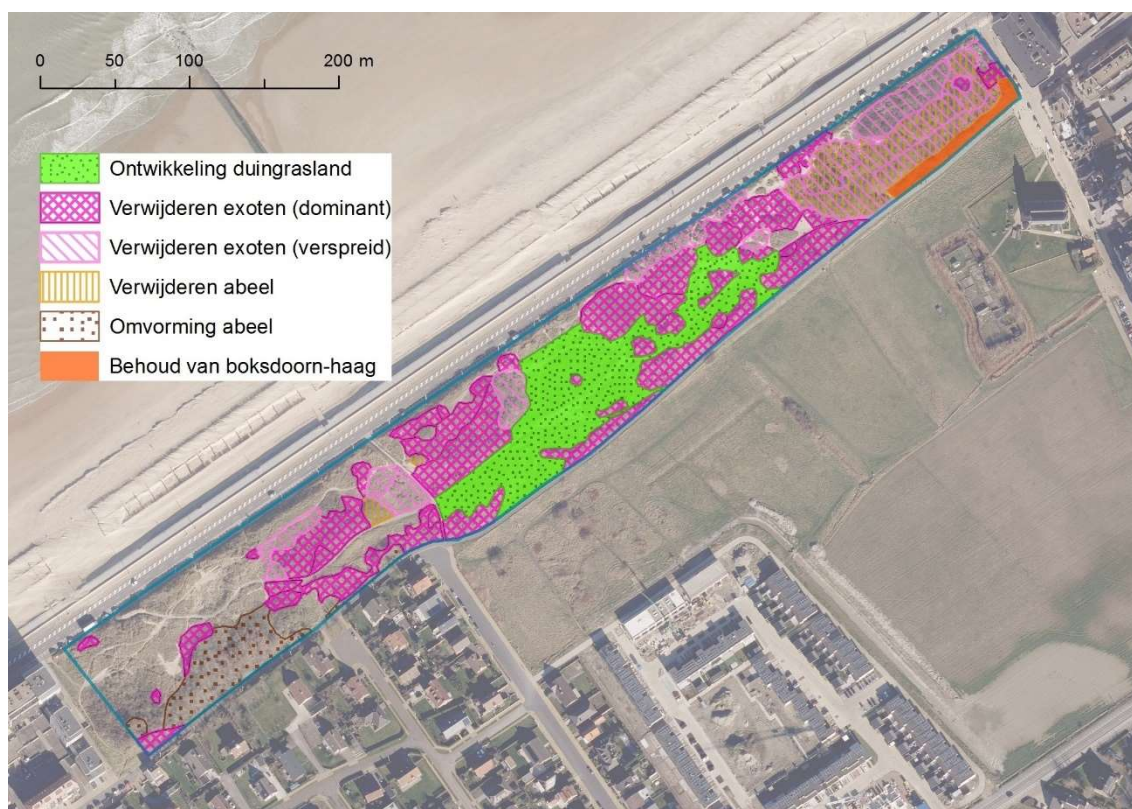 0 50 100 200 m
Ontwikkeling duingrasland
Verwijderen exoten (dominant)
Verwijderen exoten (verspreid)
Verwijderen abeel
Omvorming abeel
Behoud van boksdoorn-haag